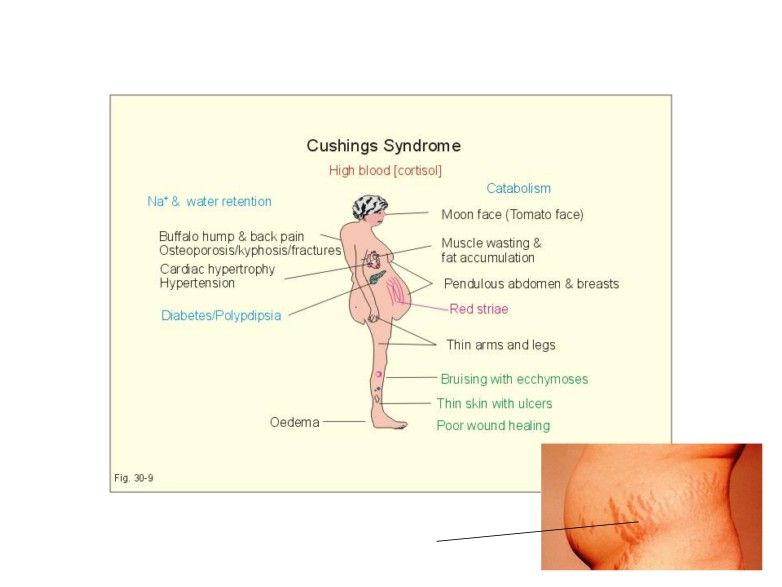 Cushings Syndrome
High blood [cortisol]
Catabolism
Na⁺ & water retention
Moon face (Tomato face)
Buffalo hump & back pain
Osteoporosis/kyphosis/fractures
Muscle wasting &
fat accumulation
Cardiac hypertrophy
Hypertension
Pendulous abdomen & breasts
Red striae
Diabetes/Polypdipsia
Thin arms and legs
Bruising with ecchymoses
Thin skin with ulcers
Oedema
Poor wound healing
Fig. 30-9